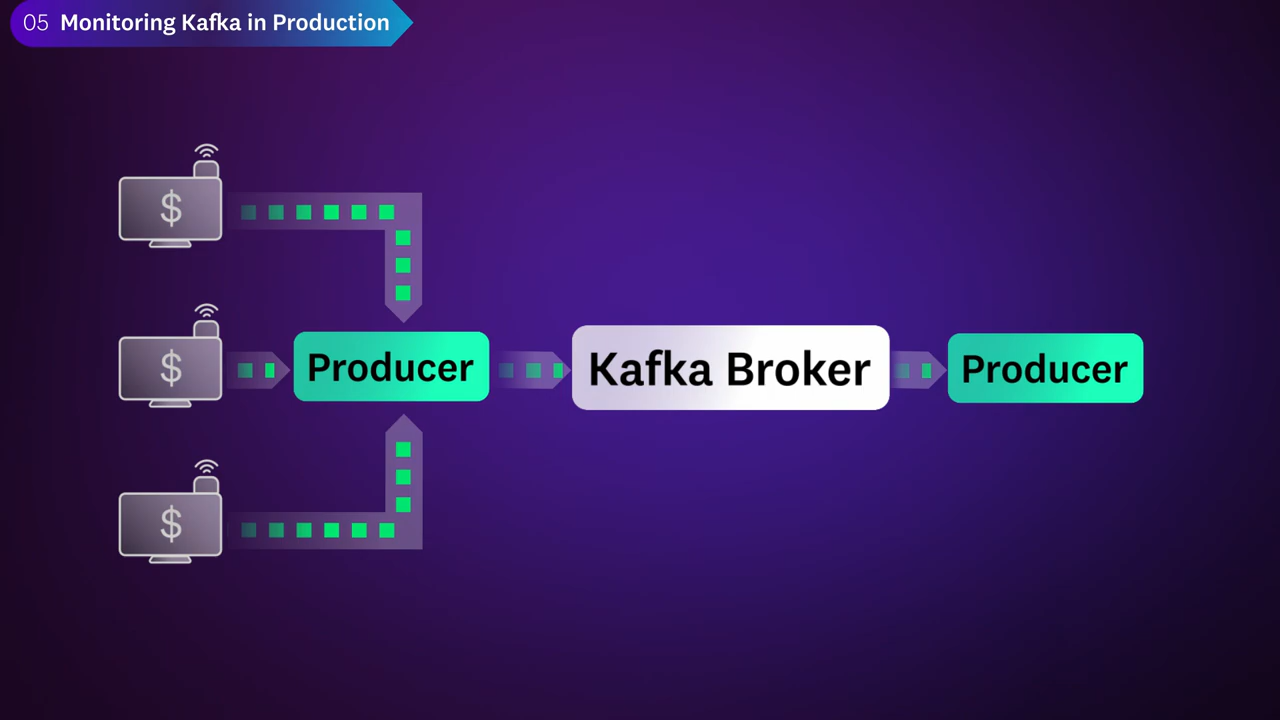 05 Monitoring Kafka in Production
$
$
Producer
Kafka Broker
Producer
$